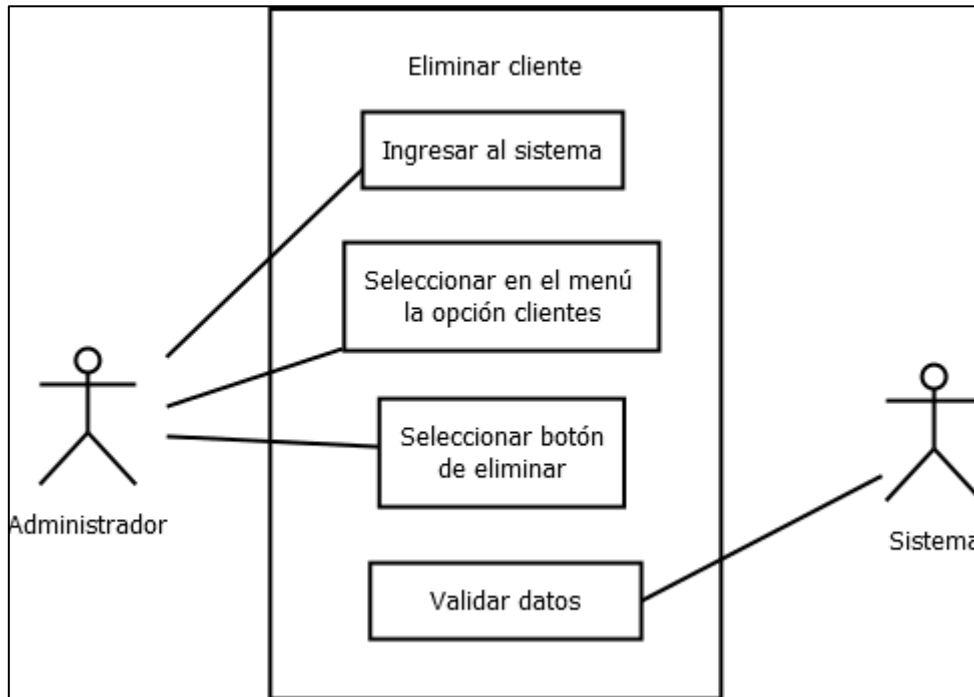 Eliminar cliente
Ingresar al sistema
Seleccionar en el menú
la opción clientes
Seleccionar botón
de eliminar
Administrador
Sistema
Validar datos